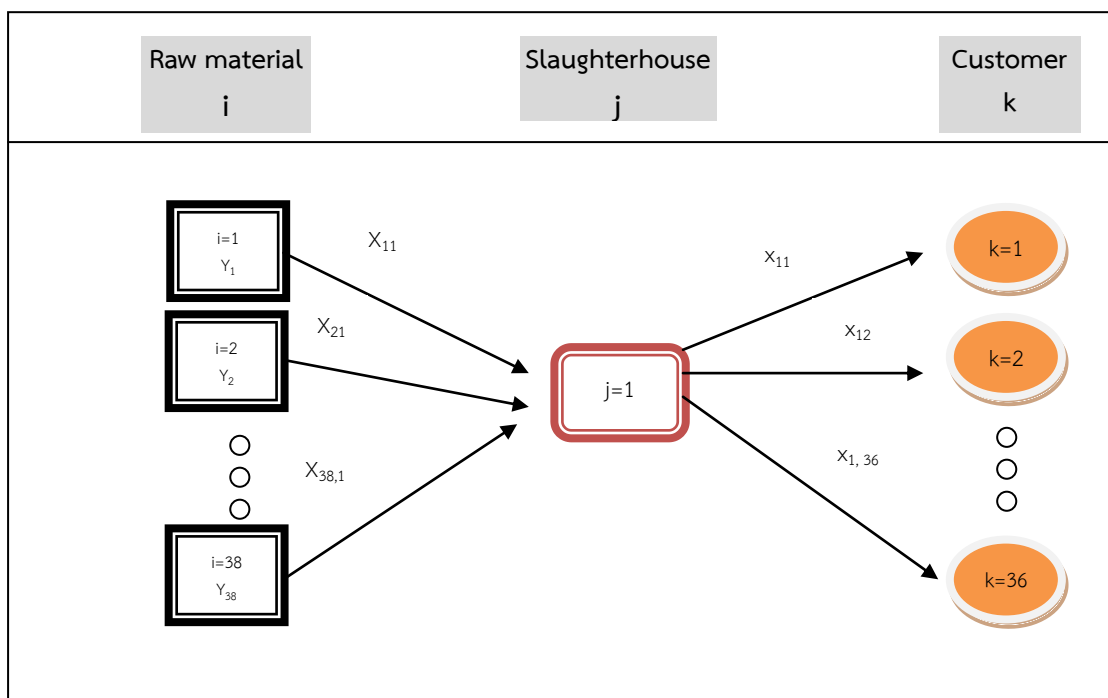 Raw material
i
Slaughterhouse
j
Customer
k
i=1
Y₁
X₁₁
x₁₁
k=1
X₂₁
i=2
Y₂
x₁₂
k=2
j=1
X₃₈,₁
x₁, ₃₆
i=38
Y₃₈
k=36